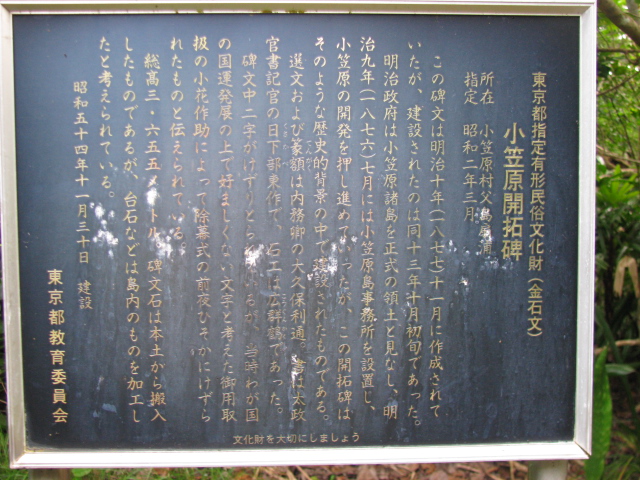 東京都指定有形民俗文化財(金石文)
小笠原開拓碑
所在 小笠原村父島扇浦
指定 昭和二年三月
この碑文は明治十年(一八七七)十一月に作成されて
いたが、建設されたのは同十三年十月初旬であった。
明治政府は小笠原諸島を正式の領土と見なし、明
治九年(一八七六)七月には小笠原島事務所を設置し、
小笠原の開発を押し進めていったが、この開拓碑は
そのような歴史的背景の中で建設されたものである。
選文および篆額は内務卿の大久保利通。書は太政
官書記官の日下部東作で、石工は広群鶴であった。
碑文中二字がけずりとられているが、当時わが国
の国運発展の上で好ましくない文字と考えた御用取
扱の小花作助によって除幕式の前夜ひそかにけずら
れたものと伝えられている。
総高三・六五五メートル、碑文石は本土から搬入
したものであるが、台石などは島内のものを加工し
たと考えられている。
昭和五十四年十一月三十日 建設
東京都教育委員会
文化財を大切にしましょう